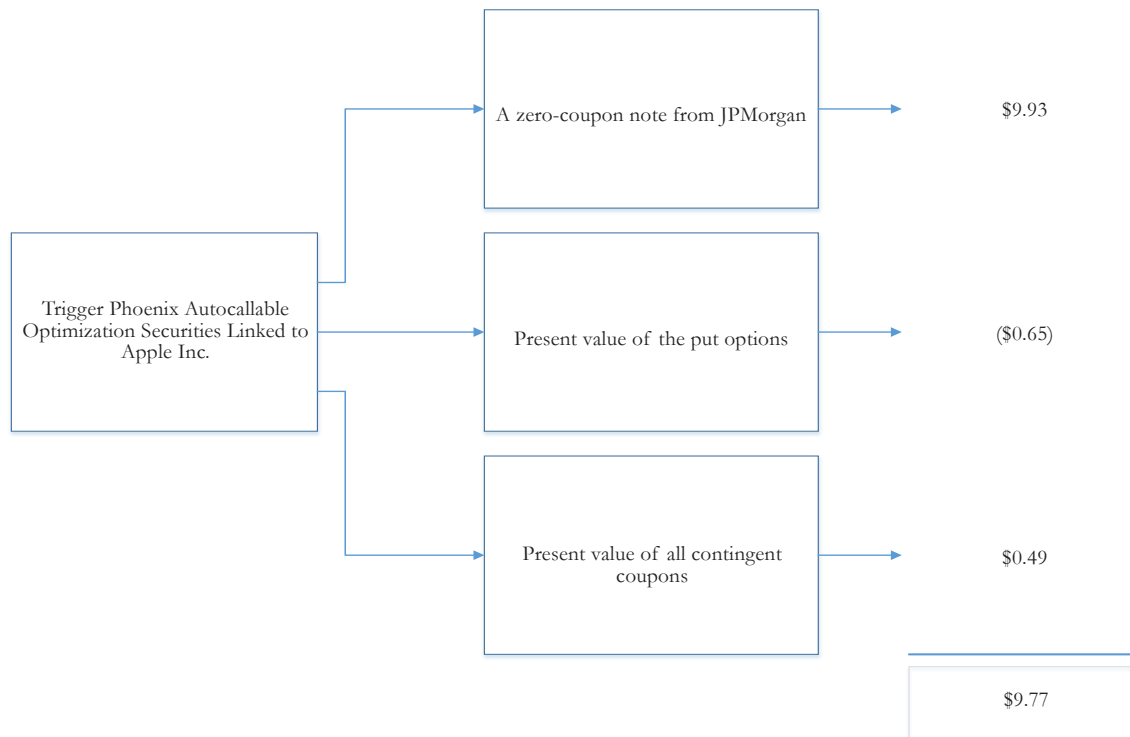 A zero-coupon note from JPMorgan
$9.93
Trigger Phoenix Autocallable
Optimization Securities Linked to
Apple Inc.
Present value of the put options
($0.65)
Present value of all contingent
coupons
$0.49
$9.77